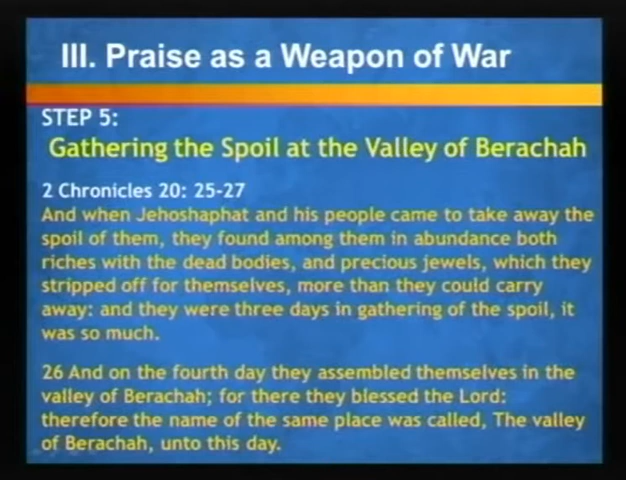 III. Praise as a Weapon of War
STEP 5:
Gathering the Spoil at the Valley of Berachah
2 Chronicles 20: 25-27
And when Jehoshaphat and his people came to take away the
spoil of them, they found among them in abundance both
riches with the dead bodies, and precious jewels, which they
stripped off for themselves, more than they could carry
away: and they were three days in gathering of the spoil, it
was so much.
26 And on the fourth day they assembled themselves in the
valley of Berachah; for there they blessed the Lord:
therefore the name of the same place was called, The valley
of Berachah, unto this day.